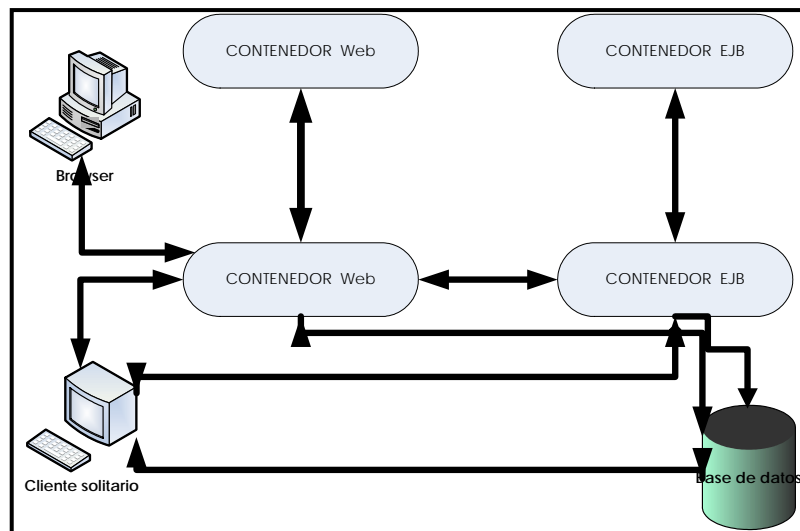 CONTENEDOR Web
CONTENEDOR EJB
Browser
CONTENEDOR Web
CONTENEDOR EJB
Cliente solitario
Base de datos